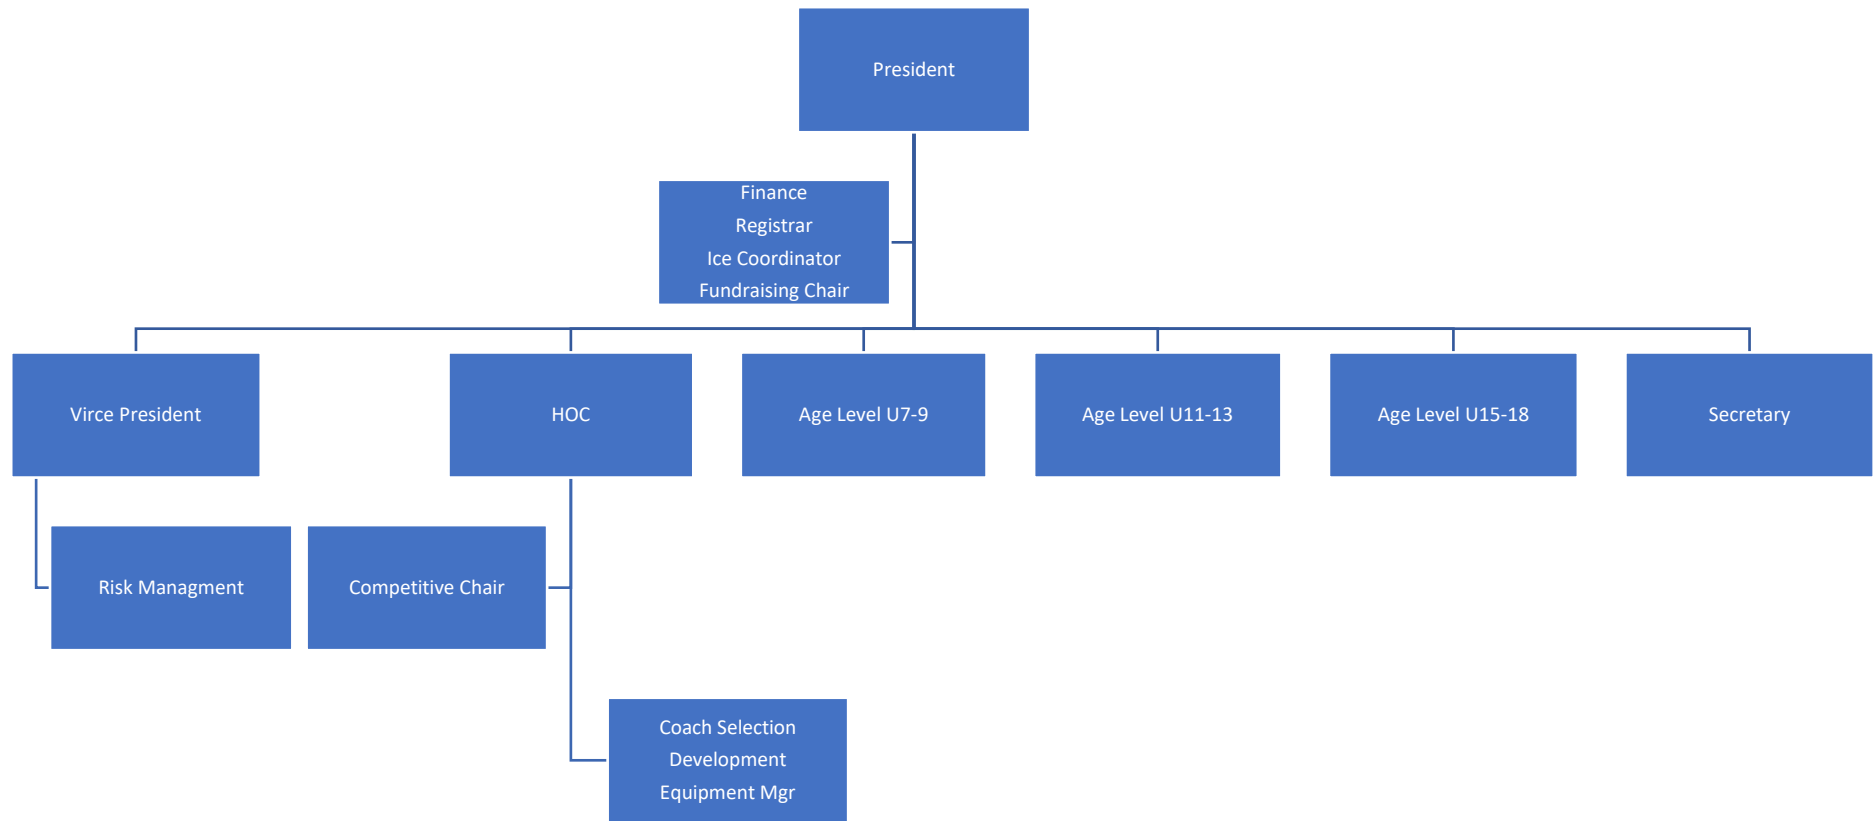 President
Finance
Registrar
Ice Coordinator
Fundraising Chair
Virce President
HOC
Age Level U7-9
Age Level U11-13
Age Level U15-18
Secretary
Risk Managment
Competitive Chair
Coach Selection
Development
Equipment Mgr